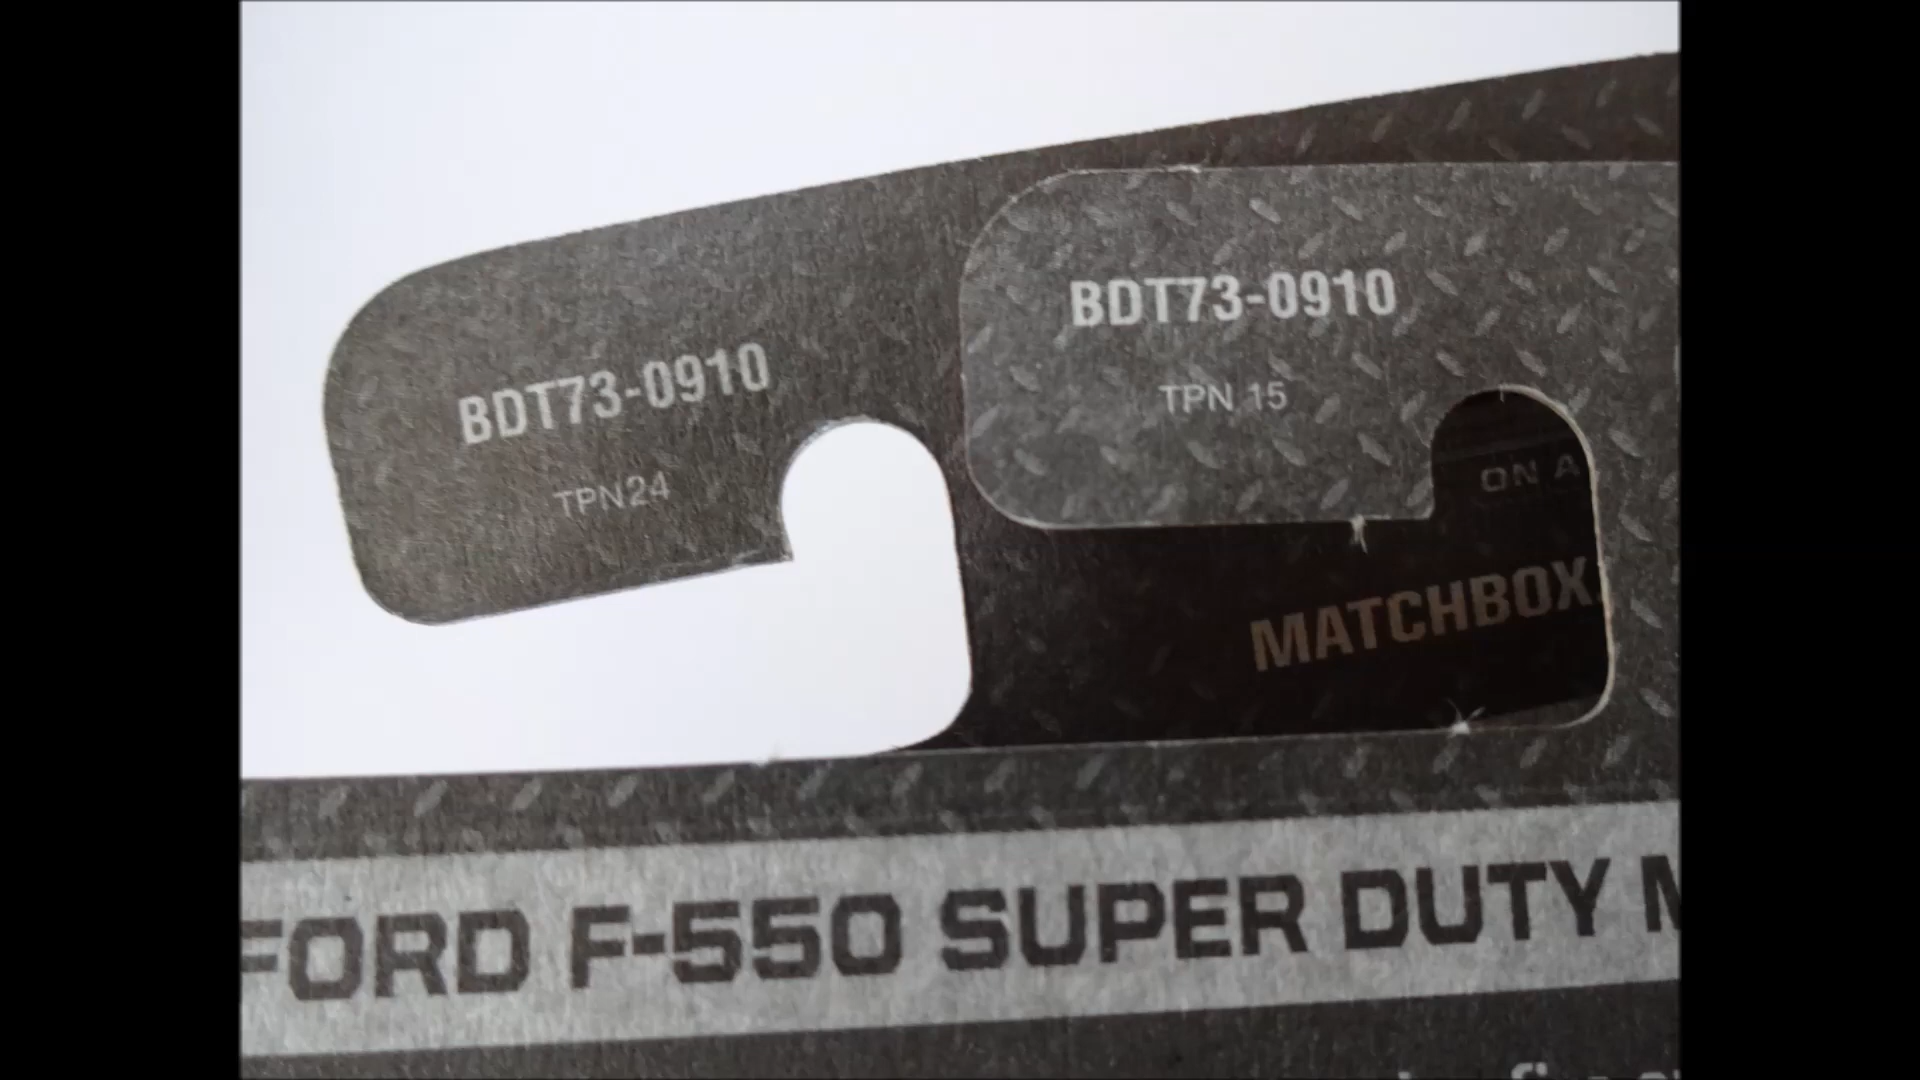 BDT73-0910
TPN24
BDT73-0910
TPN 15
ON A
MATCHBOX
FORD F-550 SUPER DUTY M